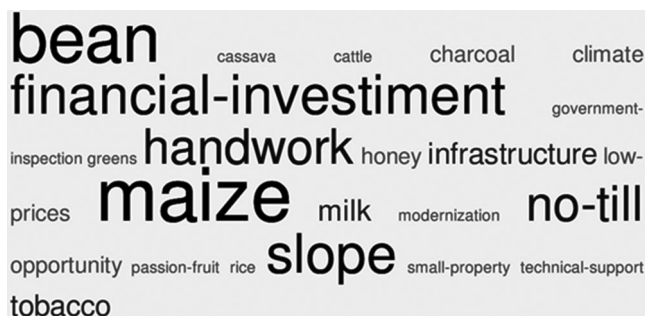 bean cassava cattle charcoal climate
financial-investiment government-
inspection greens handwork honey infrastructure low-
prices maize milk modernization no-till
opportunity passion-fruit rice slope small-property technical-support
tobacco